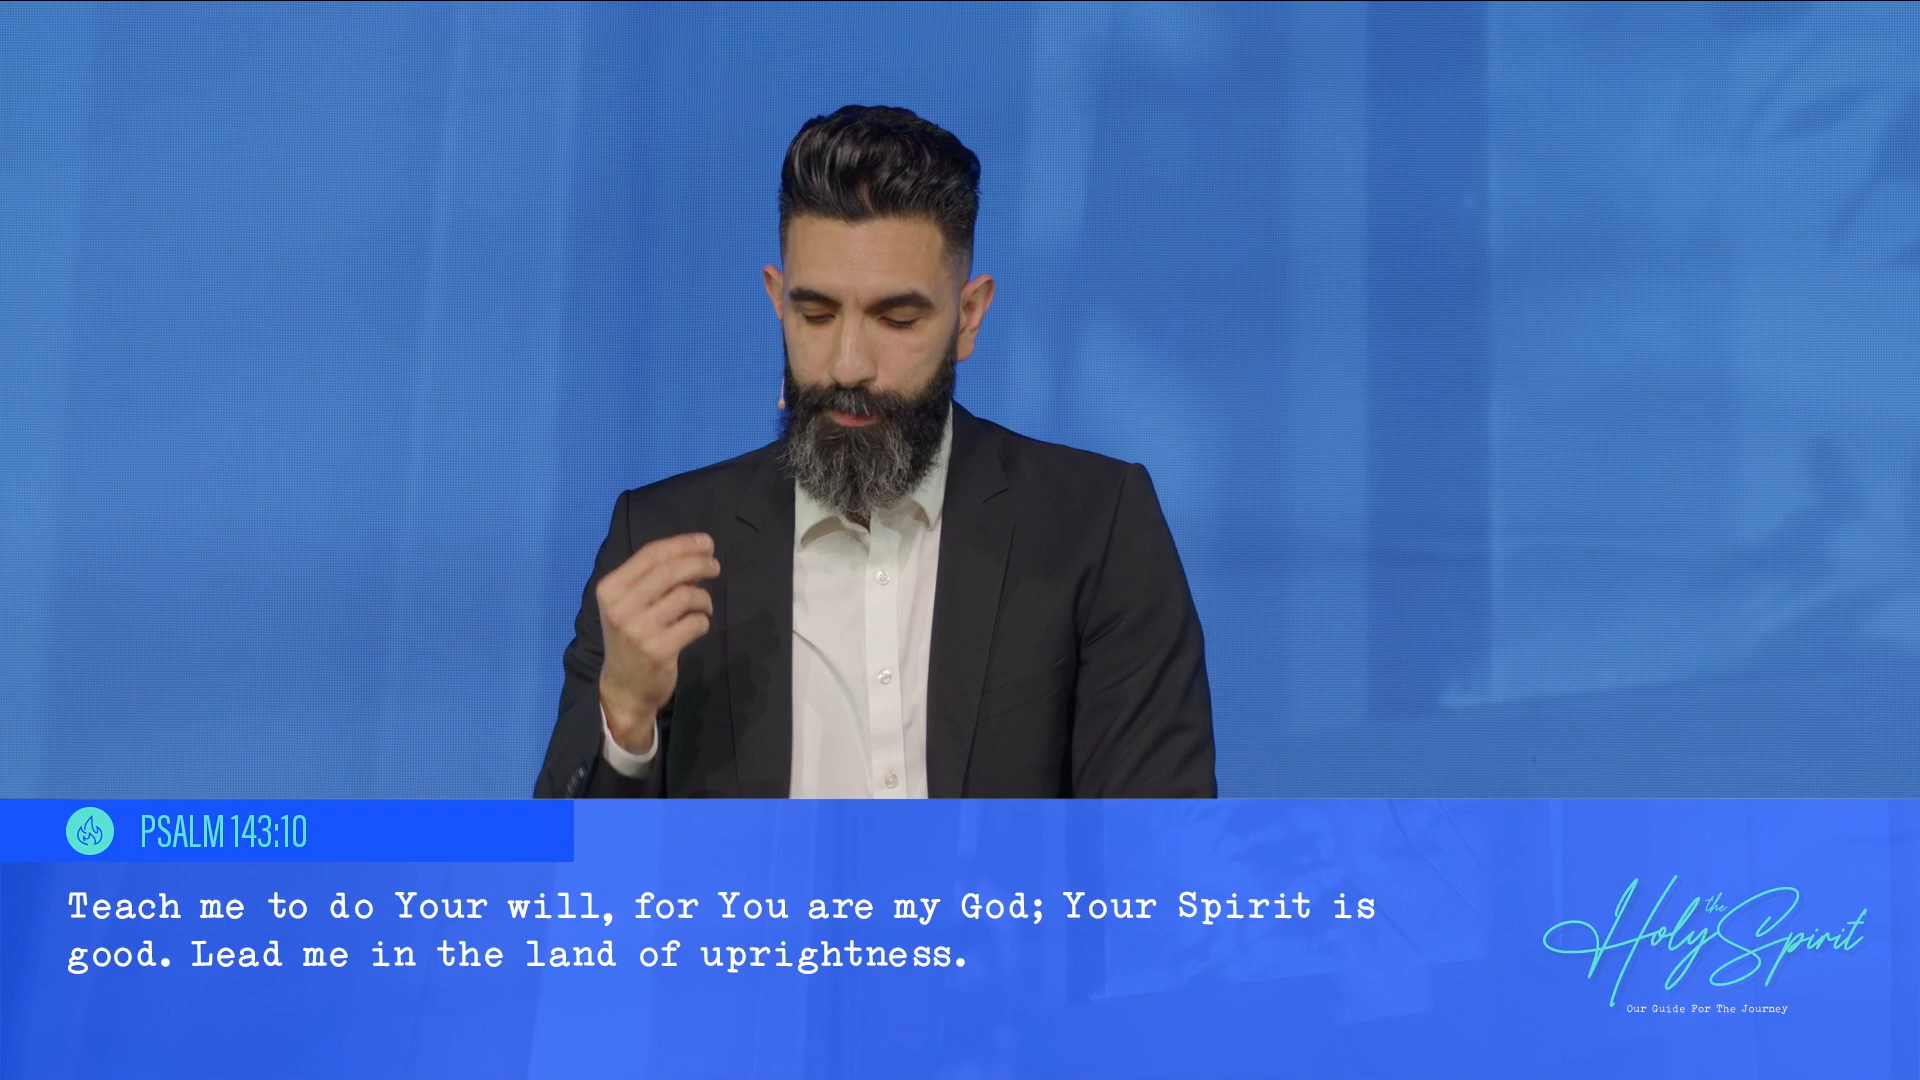 PSALM 143:10
Teach me to do Your will, for You are my God; Your Spirit is
good. Lead me in the land of uprightness.
the
Holy Spirit
Our Guide For The Journey